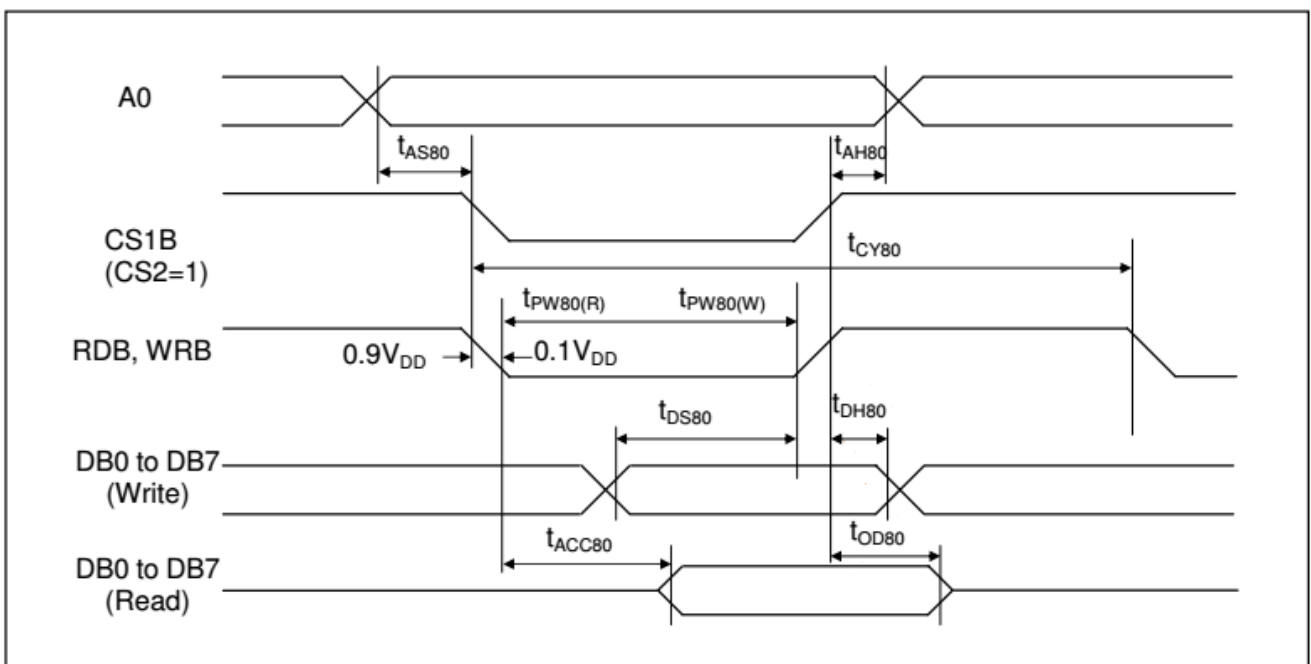 A0
tAS80
tAH80
CS1B
(CS2=1)
tCY80
tPW80(R) tPW80(W)
RDB, WRB
0.9VDD
0.1VDD
tDS80
tDH80
DB0 to DB7
(Write)
tACC80
tOD80
DB0 to DB7
(Read)